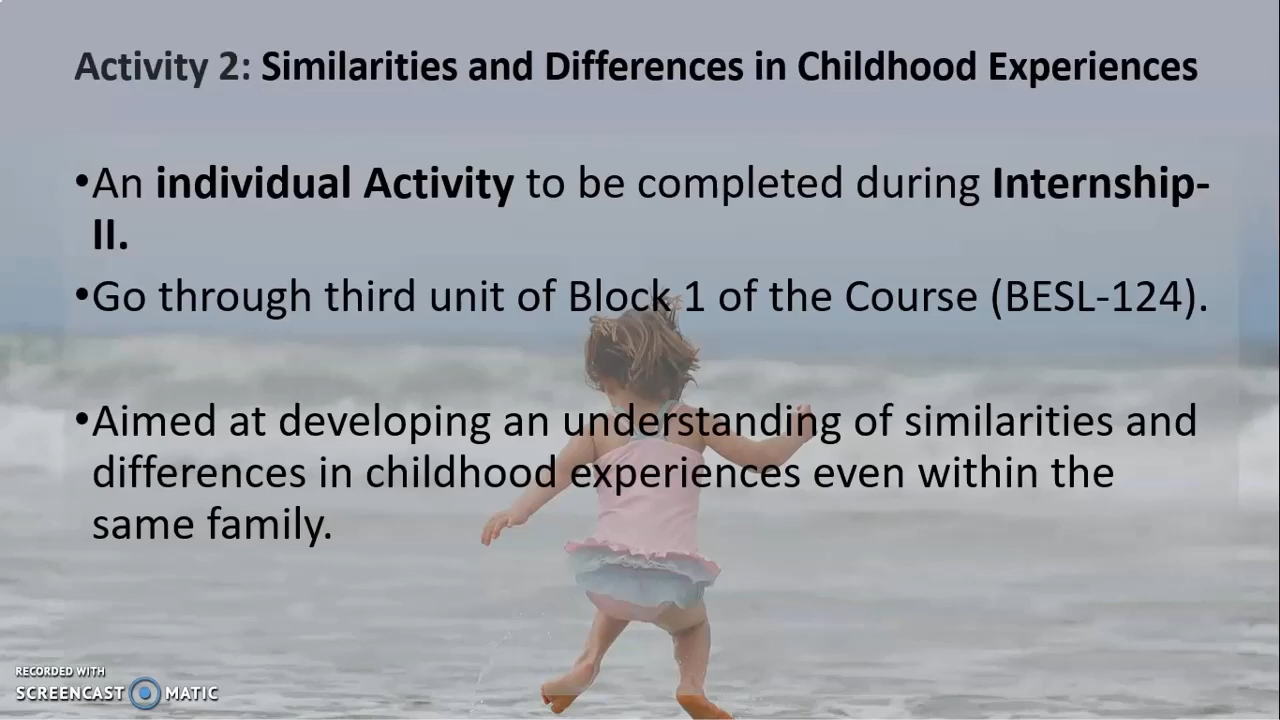 Activity 2: Similarities and Differences in Childhood Experiences
•An individual Activity to be completed during Internship-
II.
•Go through third unit of Block 1 of the Course (BESL-124).
•Aimed at developing an understanding of similarities and
differences in childhood experiences even within the
same family.
RECORDED WITH
SCREENCAST MATIC